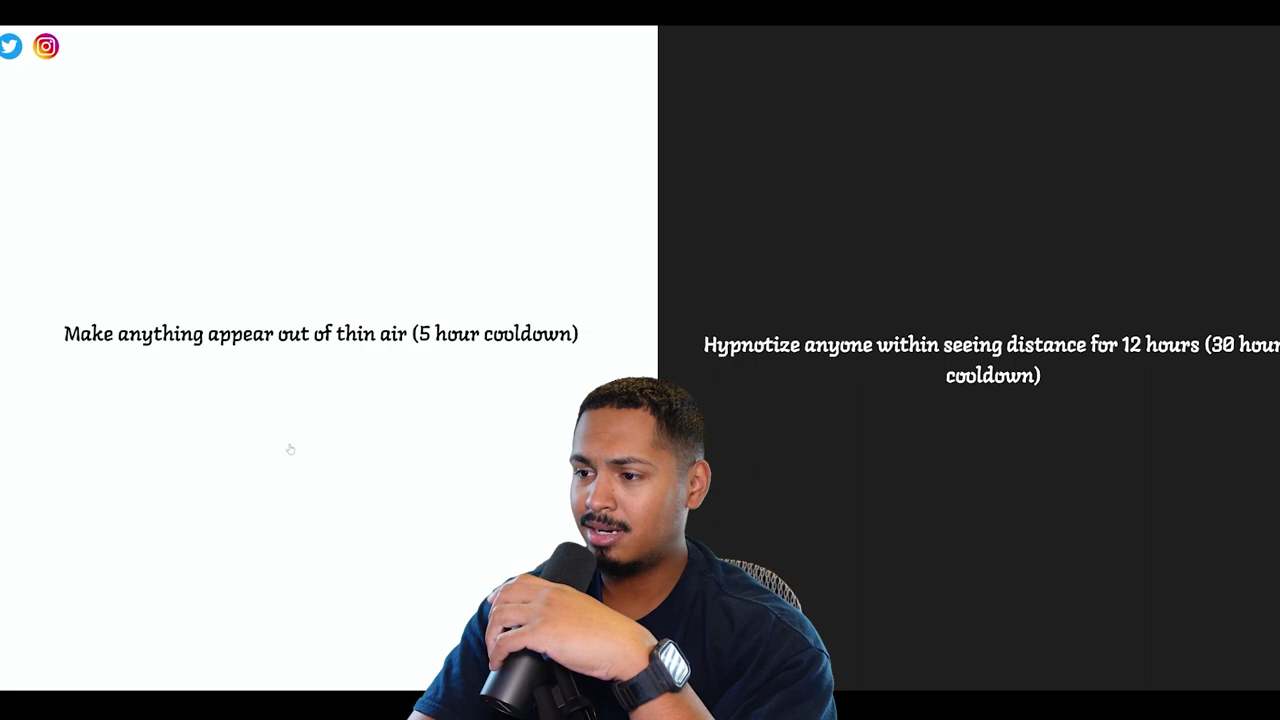 Make anything appear out of thin air (5 hour cooldown)
Hypnotize anyone within seeing distance for 12 hours (30 hour
cooldown)